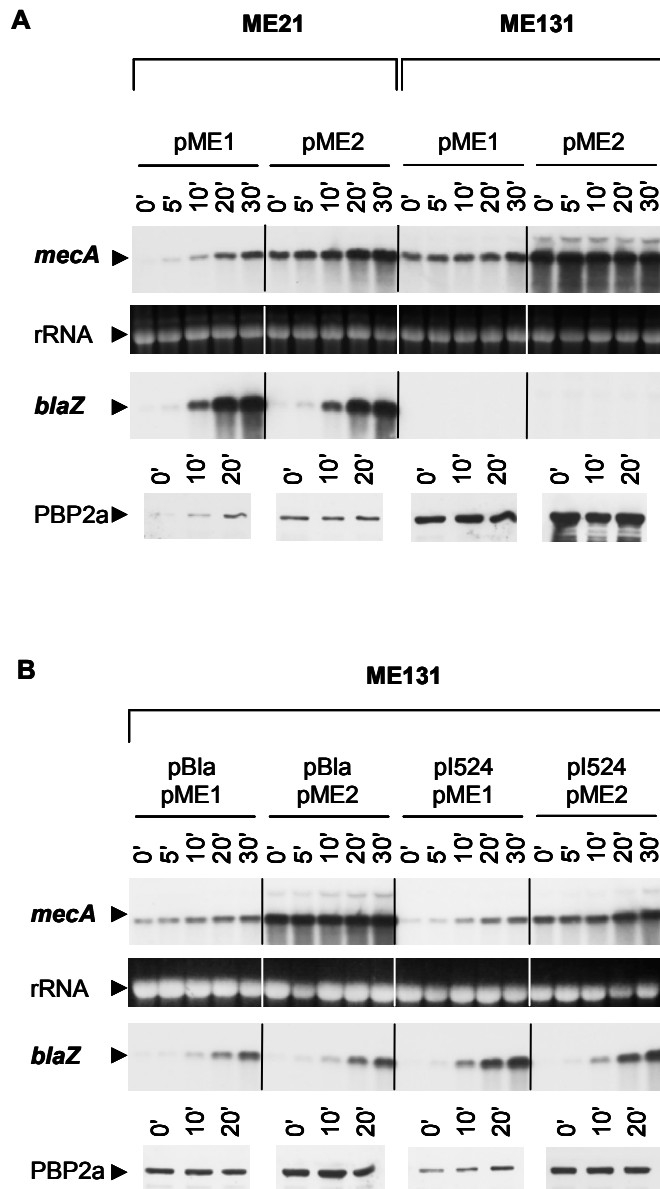 A
ME21 ME131
pME1 pME2 pME1 pME2
0' 5' 10' 20' 30' 0' 5' 10' 20' 30' 0' 5' 10' 20' 30' 0' 5' 10' 20' 30'
mecA
rRNA
blaZ
0' 10' 20' 0' 10' 20' 0' 10' 20' 0' 10' 20'
PBP2a
B
ME131
pBla pBla pI524 pI524
pME1 pME2 pME1 pME2
0' 5' 10' 20' 30' 0' 5' 10' 20' 30' 0' 5' 10' 20' 30' 0' 5' 10' 20' 30'
mecA
rRNA
blaZ
0' 10' 20' 0' 10' 20' 0' 10' 20' 0' 10' 20'
PBP2a